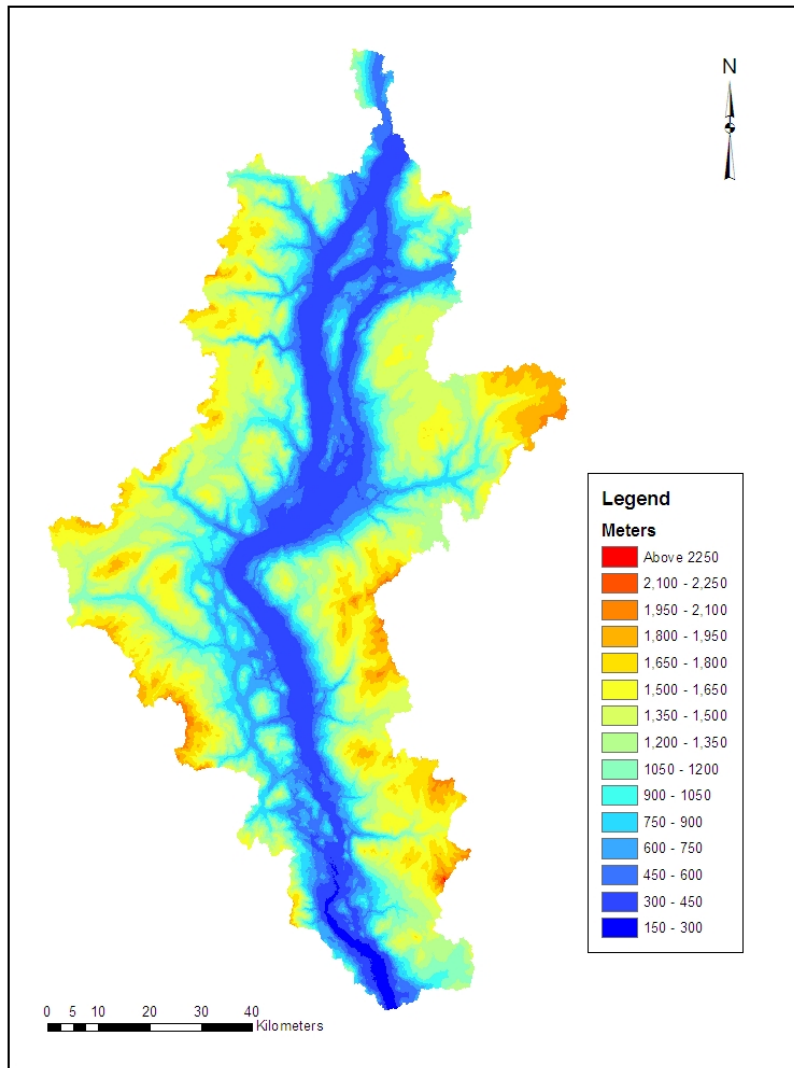 N
Legend
Meters
Above 2250
2,100 - 2,250
1,950 - 2,100
1,800 - 1,950
1,650 - 1,800
1,500 - 1,650
1,350 - 1,500
1,200 - 1,350
1050 - 1200
900 - 1050
750 - 900
600 - 750
450 - 600
300 - 450
150 - 300
0 5 10 20 30 40
Kilometers